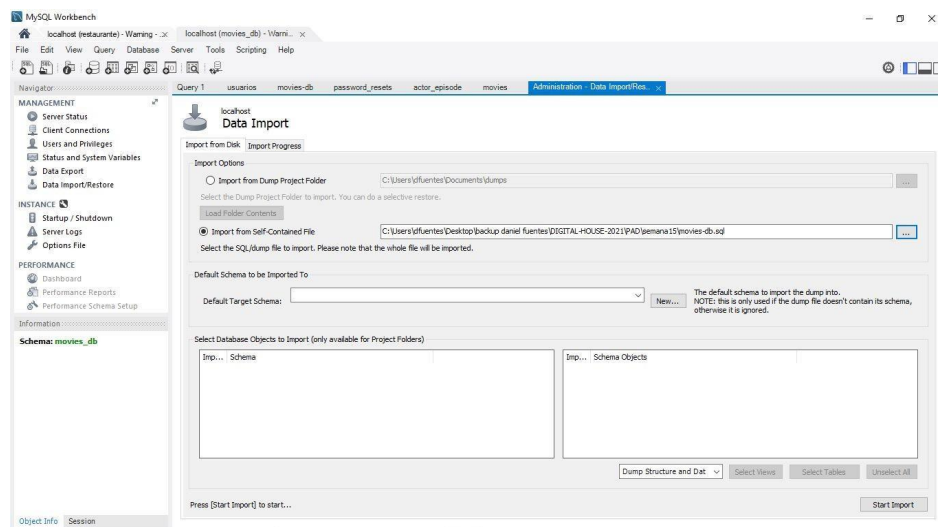 MySQL Workbench
localhost (restaurante) - Warning - ...
localhost (movies_db) - Warni...
File Edit View Query Database Server Tools Scripting Help
Navigator
MANAGEMENT
Server Status
Client Connections
Users and Privileges
Status and System Variables
Data Export
Data Import/Restore
INSTANCE
Startup / Shutdown
Server Logs
Options File
PERFORMANCE
Dashboard
Performance Reports
Performance Schema Setup
Information
Schema: movies_db
Object Info Session
Query 1 usuarios movies-db password_resets actor_episode movies Administration - Data Import/Res...
localhost
Data Import
Import from Disk Import Progress
Import Options
Import from Dump Project Folder
C:\Users\dfuentes\Documents\dumps
...
Select the Dump Project Folder to import. You can do a selective restore.
Load Folder Contents
Import from Self-Contained File
C:\Users\dfuentes\Desktop\backup daniel fuentes\DIGITAL-HOUSE-2021\PAD\semana15\movies-db.sql
...
Select the SQL/dump file to import. Please note that the whole file will be imported.
Default Schema to be Imported To
Default Target Schema:
New...
The default schema to import the dump into.
NOTE: this is only used if the dump file doesn't contain its schema,
otherwise it is ignored.
Select Database Objects to Import (only available for Project Folders)
Imp... Schema
Imp... Schema Objects
Dump Structure and Dat
Select Views
Select Tables
Unselect All
Press [Start Import] to start...
Start Import